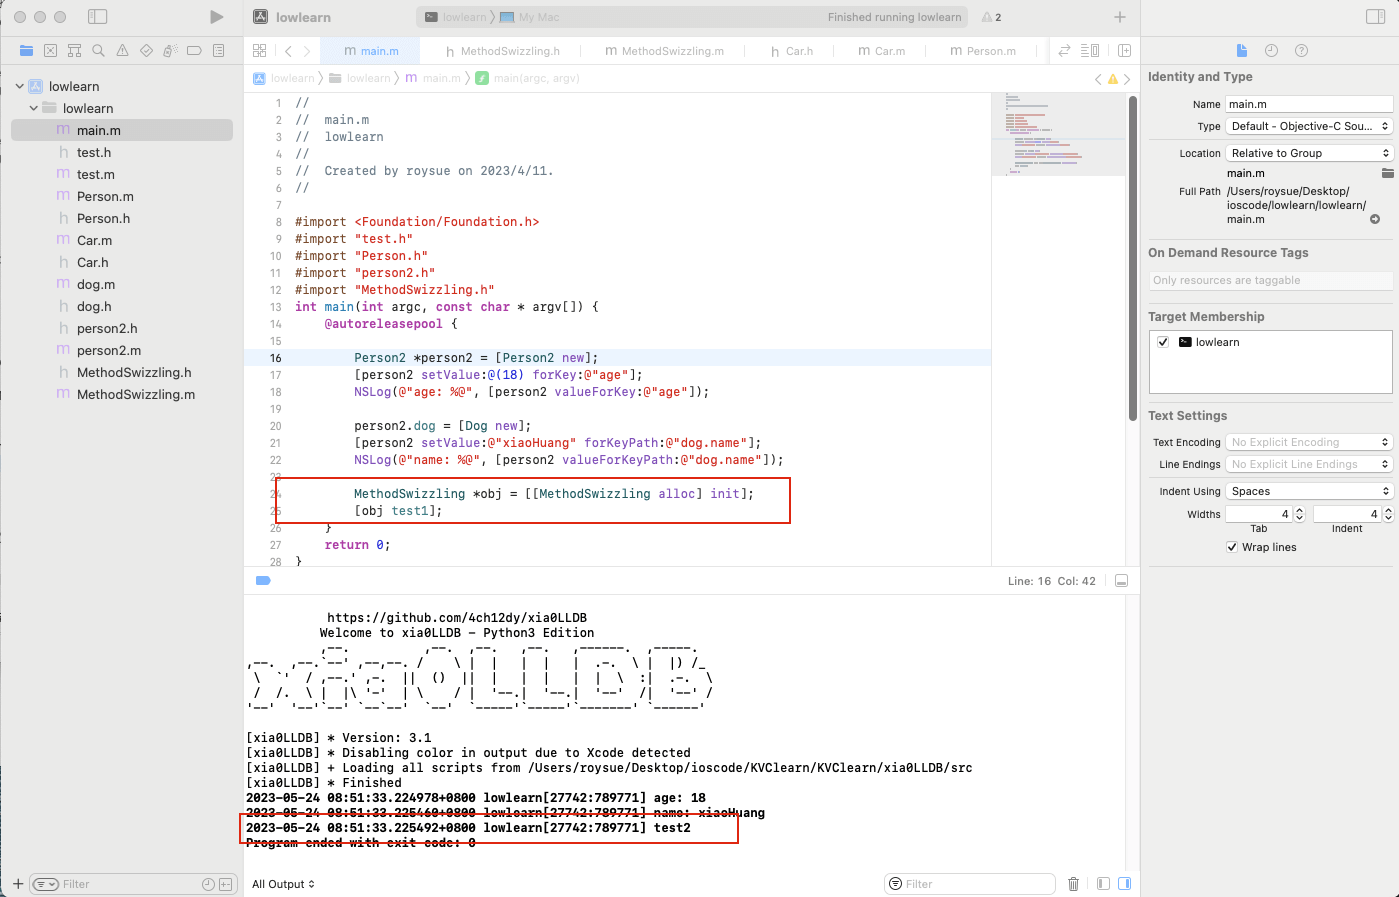 lowlearn
lowlearn
My Mac
Finished running lowlearn
2
main.m
MethodSwizzling.h
MethodSwizzling.m
Car.h
Car.m
Person.m
lowlearn
lowlearn
main.m
main(argc, argv)
lowlearn
lowlearn
main.m
test.h
test.m
Person.m
Person.h
Car.m
Car.h
dog.m
dog.h
person2.h
person2.m
MethodSwizzling.h
MethodSwizzling.m
Filter
1 //
2 //  main.m
3 //  lowlearn
4 //
5 //  Created by roysue on 2023/4/11.
6 //
7
8 #import <Foundation/Foundation.h>
9 #import "test.h"
10 #import "Person.h"
11 #import "person2.h"
12 #import "MethodSwizzling.h"
13 int main(int argc, const char * argv[]) {
14     @autoreleasepool {
15
16         Person2 *person2 = [Person2 new];
17         [person2 setValue:@(18) forKey:@"age"];
18         NSLog(@"age: %@", [person2 valueForKey:@"age"]);
19
20         person2.dog = [Dog new];
21         [person2 setValue:@"xiaoHuang" forKeyPath:@"dog.name"];
22         NSLog(@"name: %@", [person2 valueForKeyPath:@"dog.name"]);
23
24         MethodSwizzling *obj = [[MethodSwizzling alloc] init];
25         [obj test1];
26     }
27     return 0;
28 }
Line: 16 Col: 42
https://github.com/4ch12dy/xia0LLDB
Welcome to xia0LLDB - Python3 Edition
[xia0LLDB] * Version: 3.1
[xia0LLDB] * Disabling color in output due to Xcode detected
[xia0LLDB] + Loading all scripts from /Users/roysue/Desktop/ioscode/KVClearn/KVClearn/xia0LLDB/src
[xia0LLDB] * Finished
2023-05-24 08:51:33.224978+0800 lowlearn[27742:789771] age: 18
2023-05-24 08:51:33.225460+0800 lowlearn[27742:789771] name: xiaoHuang
2023-05-24 08:51:33.225492+0800 lowlearn[27742:789771] test2
Program ended with exit code: 0
All Output
Filter
Identity and Type
Name main.m
Type Default - Objective-C Sou...
Location Relative to Group
main.m
Full Path /Users/roysue/Desktop/
ioscode/lowlearn/lowlearn/
main.m
On Demand Resource Tags
Only resources are taggable
Target Membership
lowlearn
Text Settings
Text Encoding No Explicit Encoding
Line Endings No Explicit Line Endings
Indent Using Spaces
Widths 4 4
Tab Indent
Wrap lines